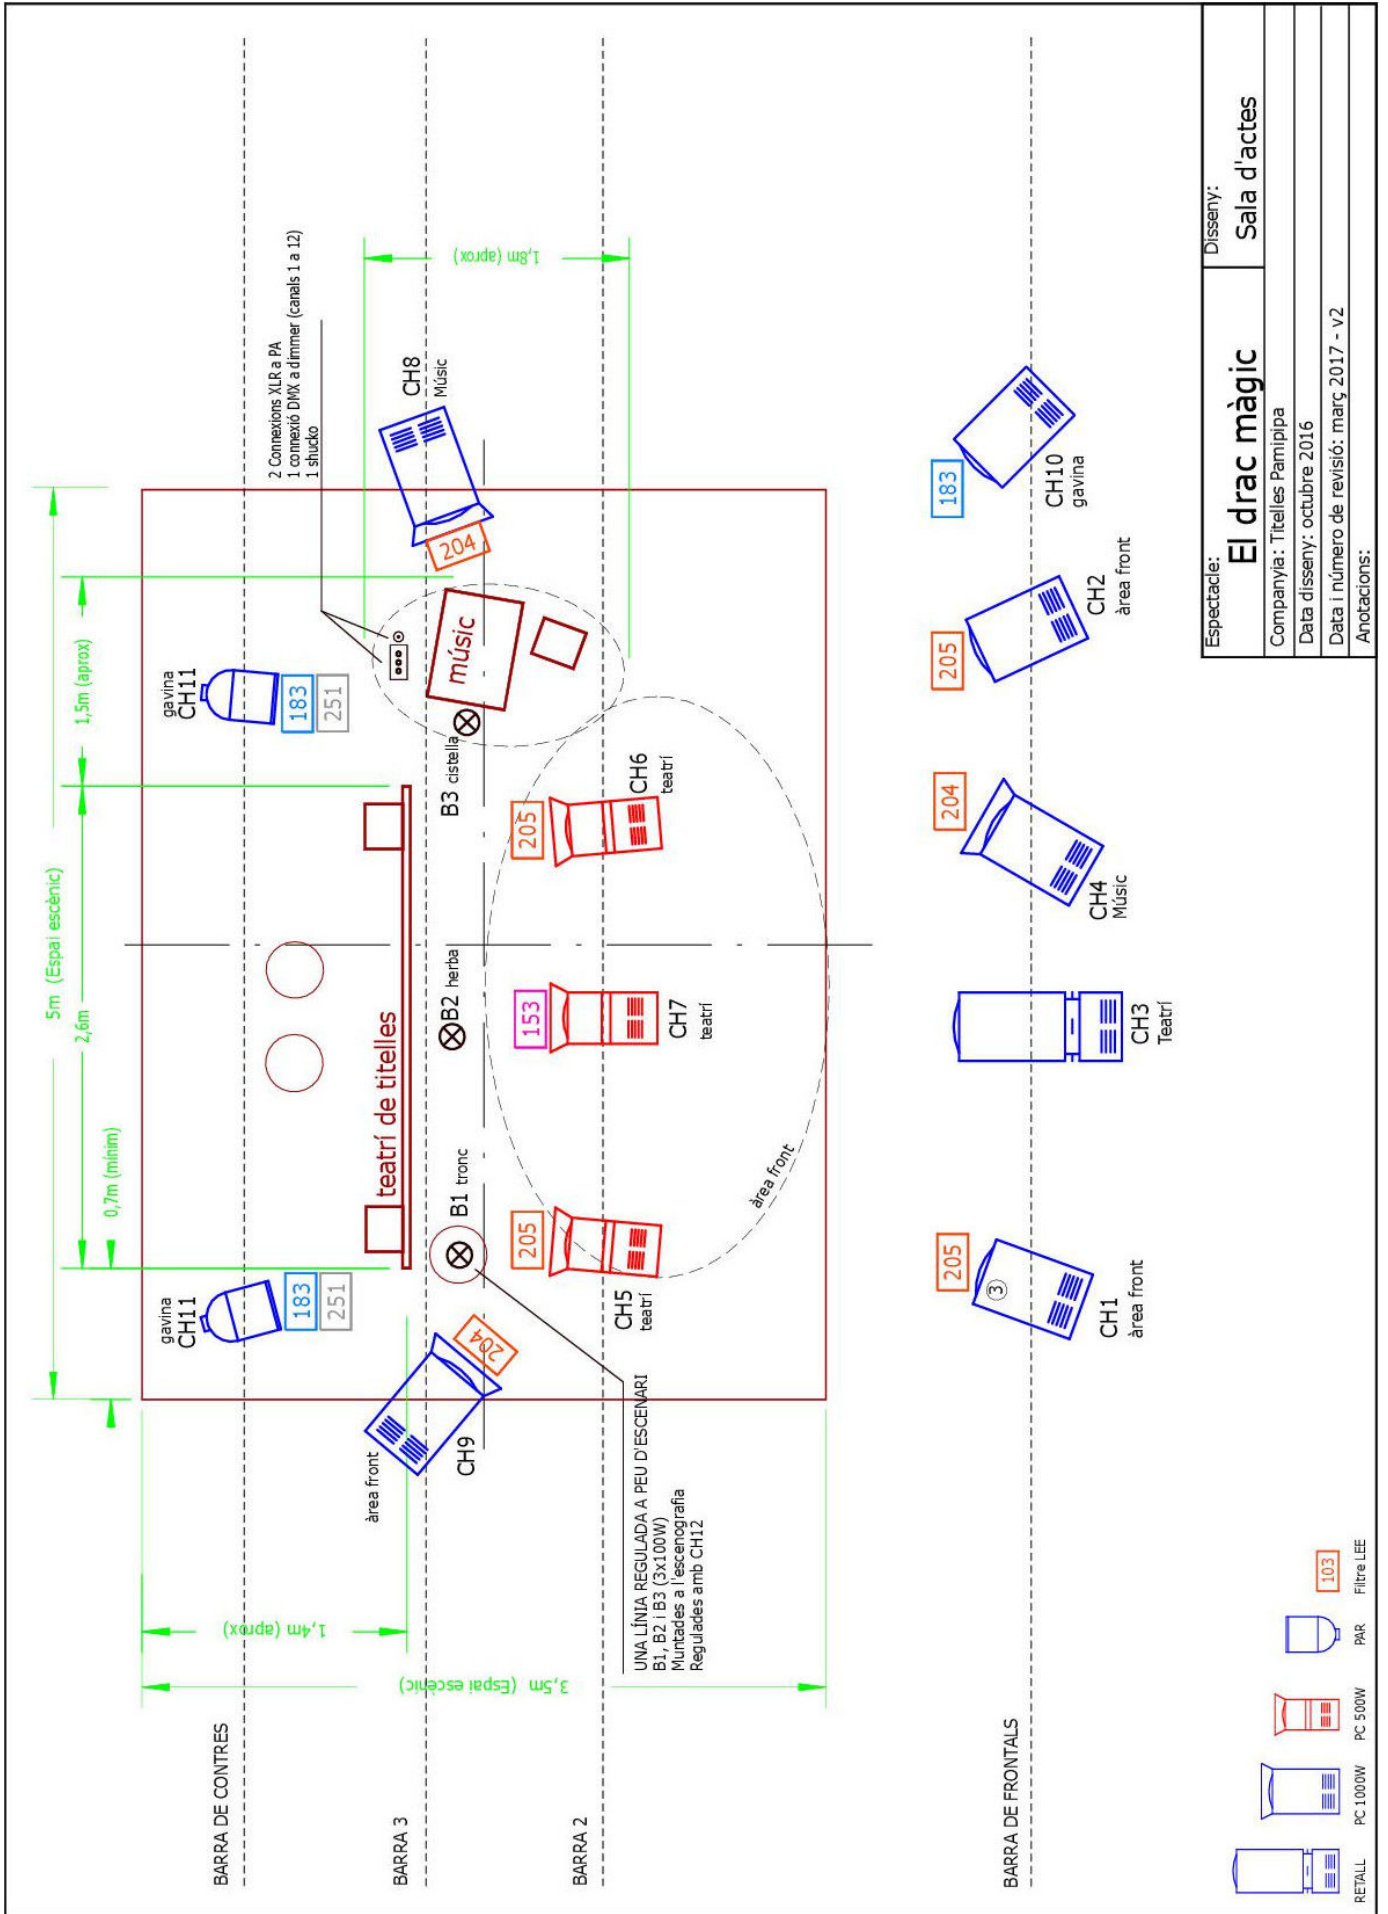 5m (Espai escènic)
0,7m (mínim)
2,6m
1,5m (aprox)
2 Connexions XLR a PA
1 connexió DMX a dimmer (canals 1 a 12)
1 shucko
BARRA DE CONTRES
gavina
CH11
183
251
gavina
CH11
183
251
1,4m (aprox)
3,5m (Espai escènic)
1,8m (aprox)
teatrí de titelles
músic
BARRA 3
àrea front
CH9
204
B1 tronc
B2 herba
B3 cistella
204
CH8
Músic
BARRA 2
205
CH5
teatrí
153
CH7
teatrí
205
CH6
teatrí
àrea front
UNA LÍNIA REGULADA A PEU D'ESCENARI
B1, B2 i B3 (3x100W)
Muntades a l'escenografia
Regulades amb CH12
BARRA DE FRONTALS
205
3
CH1
àrea front
CH3
Teatrí
204
CH4
Músic
205
CH2
àrea front
183
CH10
gavina
RETALL
PC 1000W
PC 500W
PAR
103
Filtre LEE
Espectacle:
El drac màgic
Disseny:
Sala d'actes
Companyia: Titelles Pamipipa
Data disseny: octubre 2016
Data i número de revisió: març 2017 - v2
Anotacions: